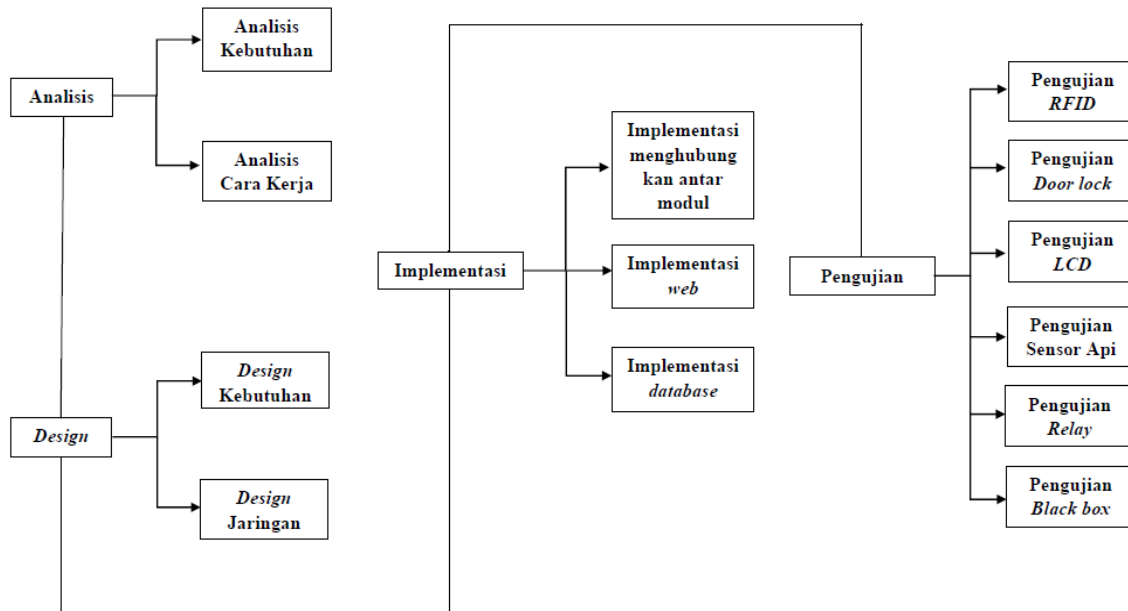 Analisis
Analisis
Kebutuhan
Analisis
Cara Kerja
Design
Design
Kebutuhan
Design
Jaringan
Implementasi
Implementasi
menghubung
kan antar
modul
Implementasi
web
Implementasi
database
Pengujian
Pengujian
RFID
Pengujian
Door lock
Pengujian
LCD
Pengujian
Sensor Api
Pengujian
Relay
Pengujian
Black box